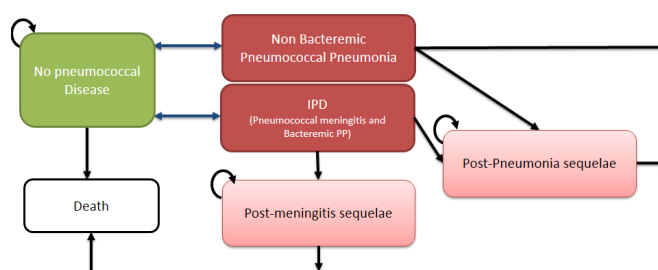 No pneumococcal
Disease
Non Bacteremic
Pneumococcal Pneumonia
IPD
(Pneumococcal meningitis and
Bacteremic PP)
Post-Pneumonia sequelae
Death
Post-meningitis sequelae